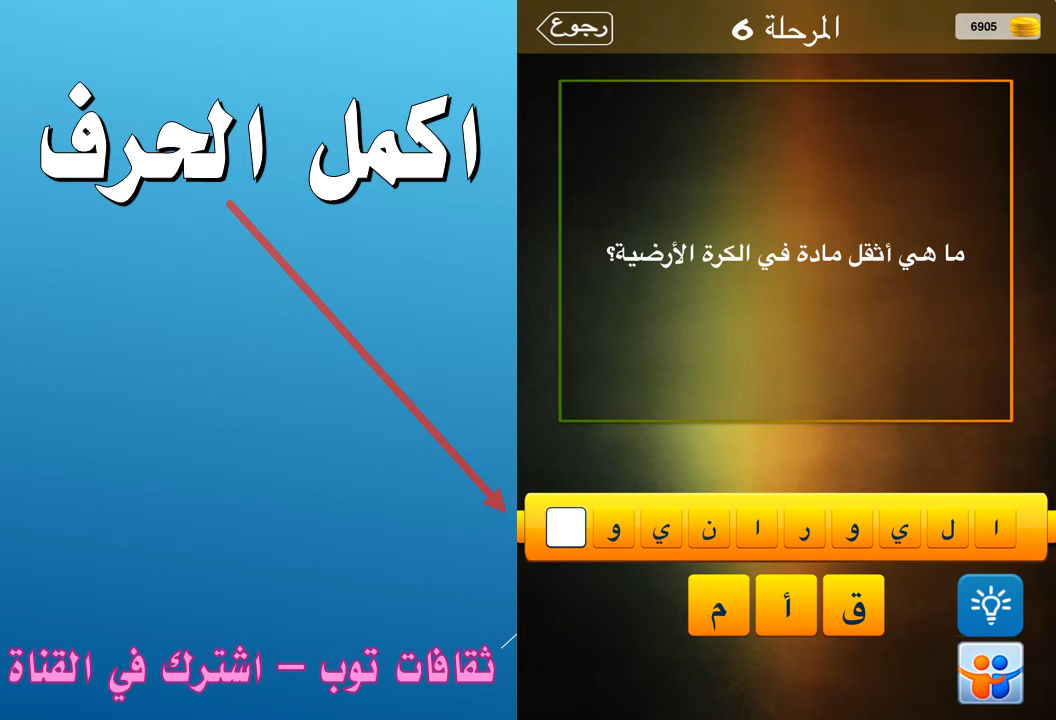 اكمل الحرف
ثقافات توب – اشترك في القناة
رجوع
المرحلة 6
6905
ما هي أثقل مادة في الكرة الأرضية؟
ا ل ي و ر ا ن ي و
ق أ م